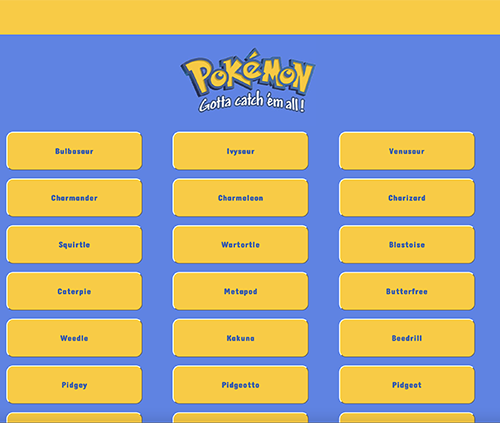 POKéMON
Gotta catch 'em all!
Bulbasaur Ivysaur Venusaur
Charmander Charmeleon Charizard
Squirtle Wartortle Blastoise
Caterpie Metapod Butterfree
Weedle Kakuna Beedrill
Pidgey Pidgeotto Pidgeot